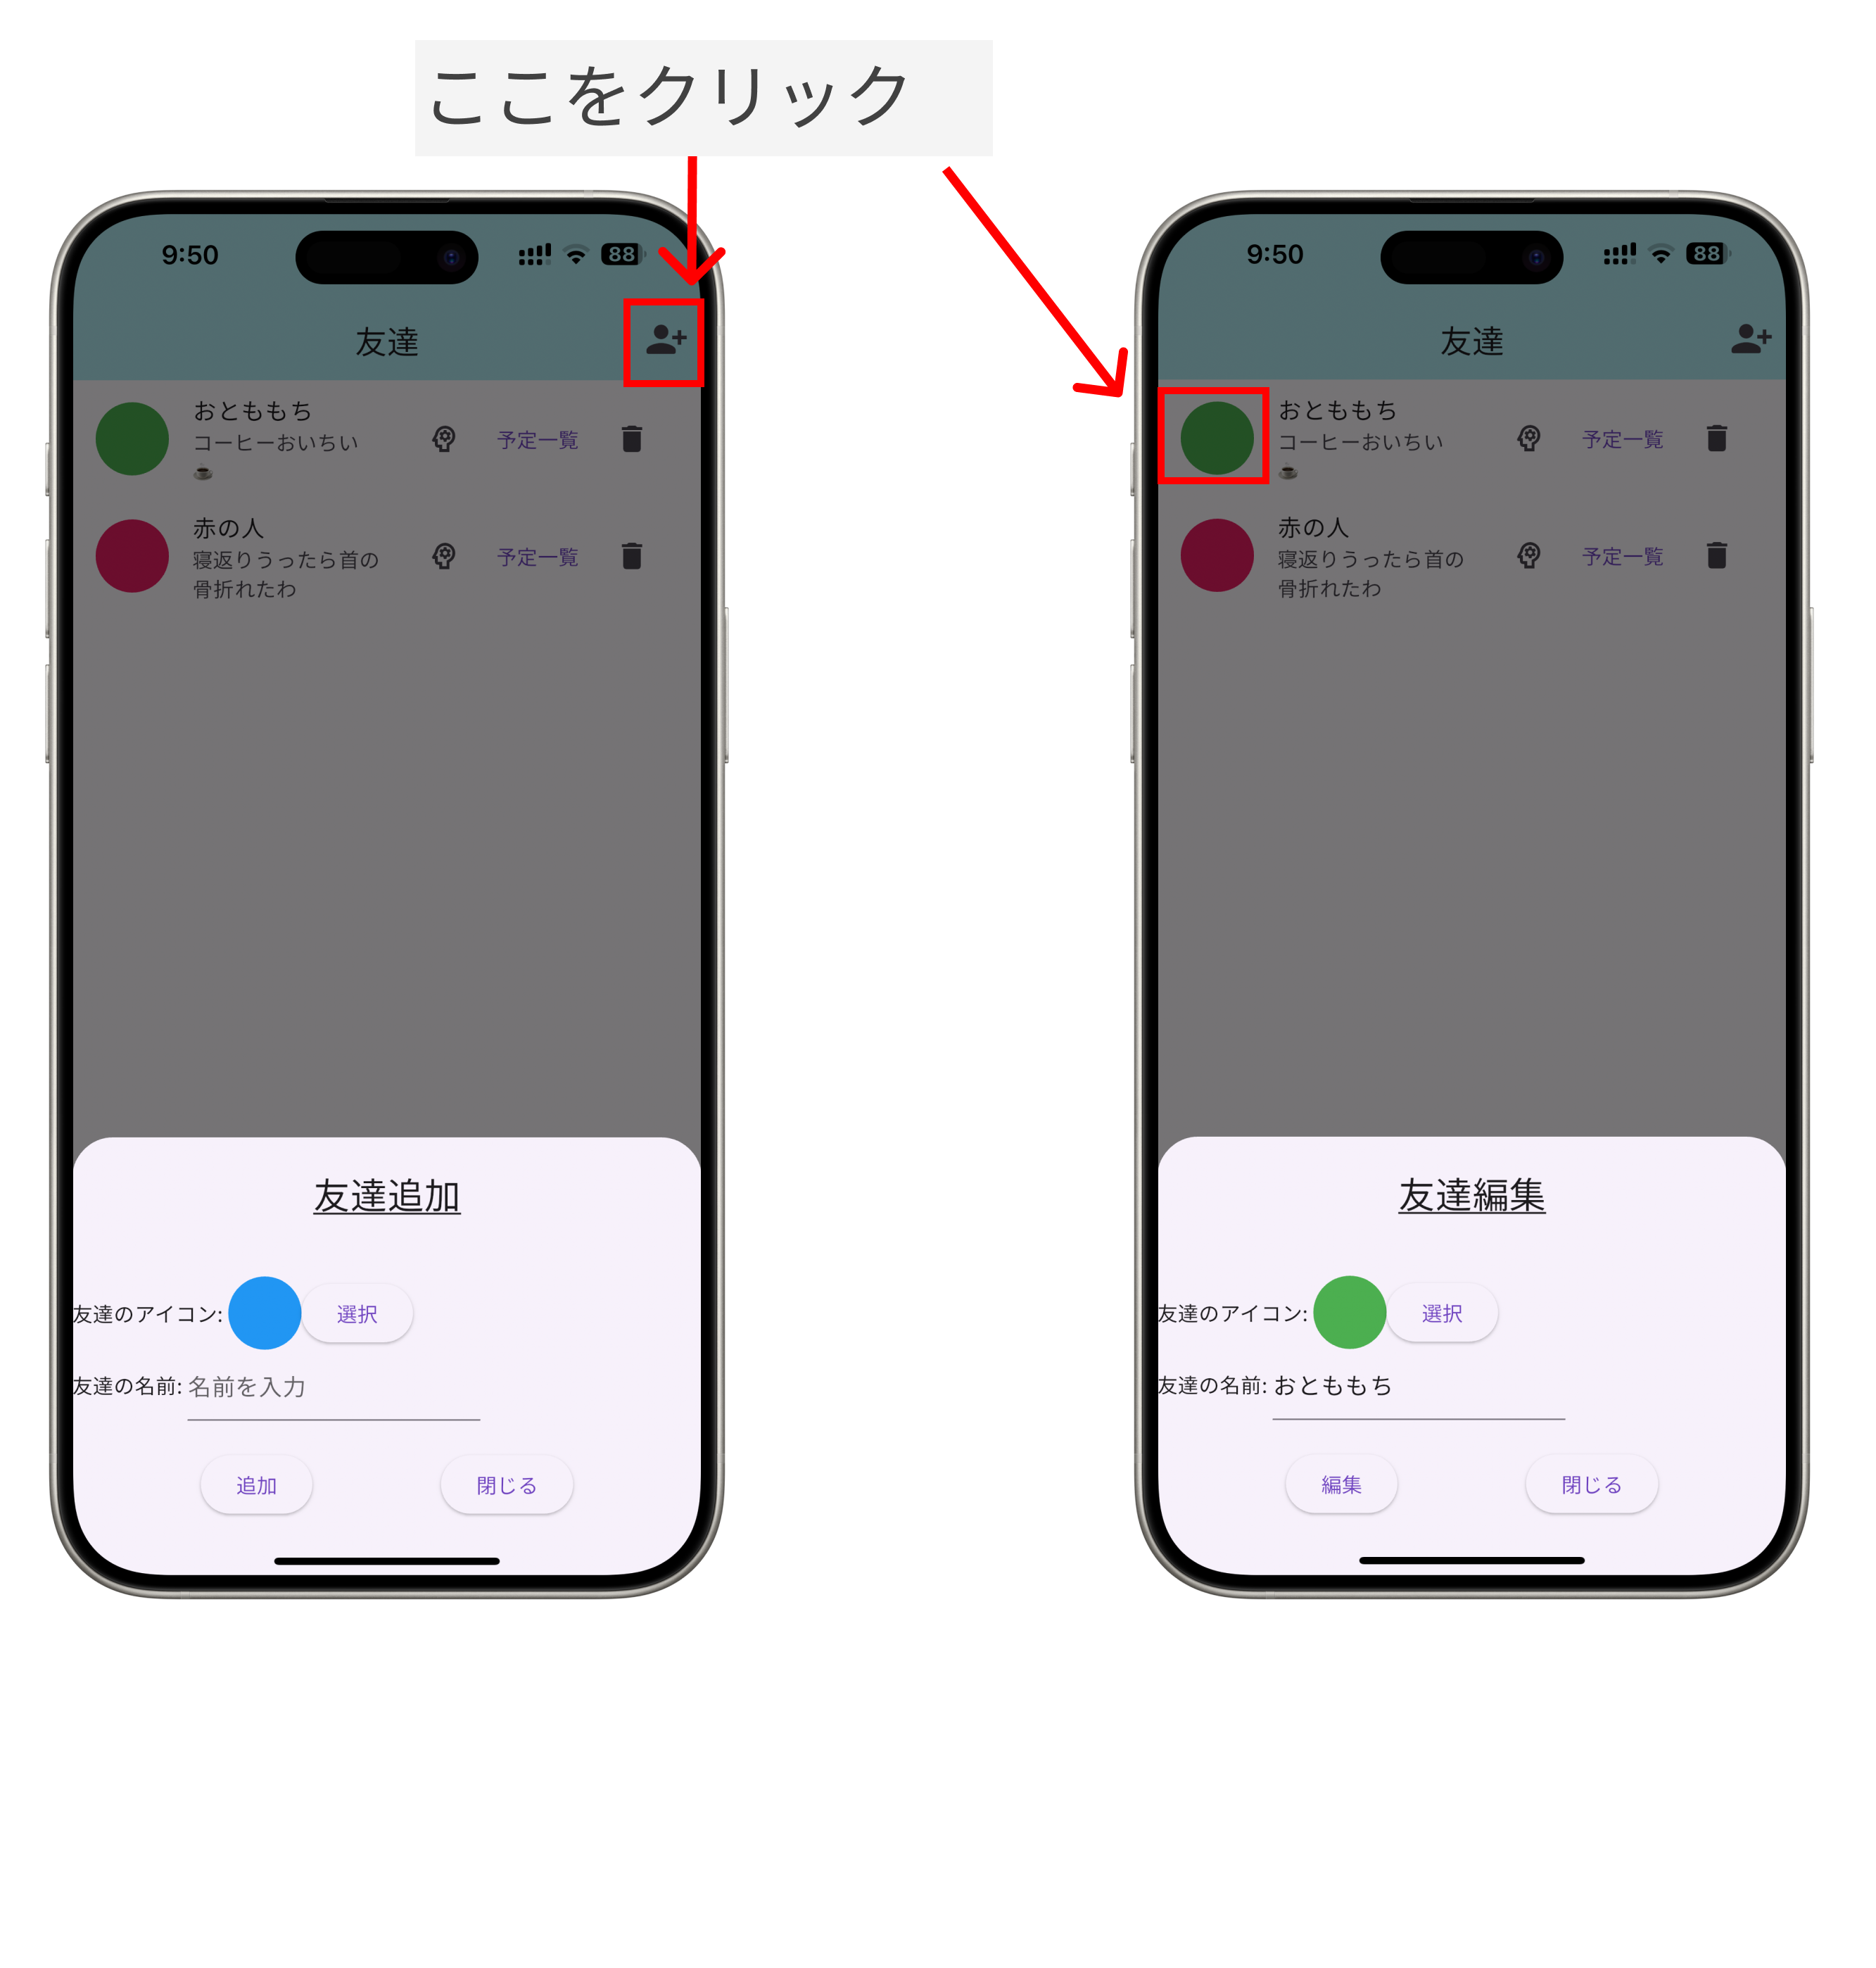 ここをクリック
9:50
88
友達
おとももち
コーヒーおいちい
☕
予定一覧
赤の人
寝返りうったら首の
骨折れたわ
予定一覧
友達追加
友達のアイコン:
選択
友達の名前: 名前を入力
追加
閉じる
9:50
88
友達
おとももち
コーヒーおいちい
☕
予定一覧
赤の人
寝返りうったら首の
骨折れたわ
予定一覧
友達編集
友達のアイコン:
選択
友達の名前: おとももち
編集
閉じる